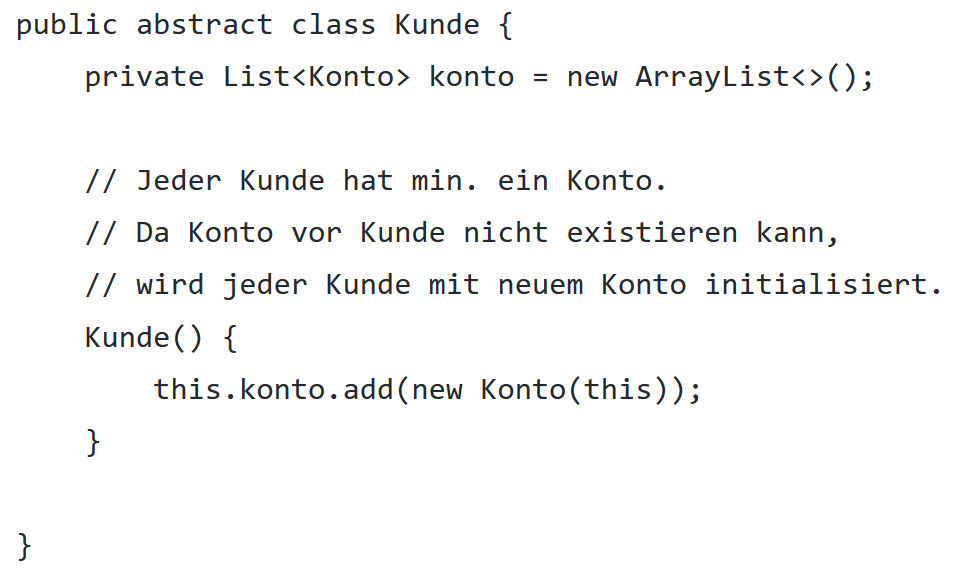 public abstract class Kunde {
    private List<Konto> konto = new ArrayList<>();

    // Jeder Kunde hat min. ein Konto.
    // Da Konto vor Kunde nicht existieren kann,
    // wird jeder Kunde mit neuem Konto initialisiert.
    Kunde() {
        this.konto.add(new Konto(this));
    }

}